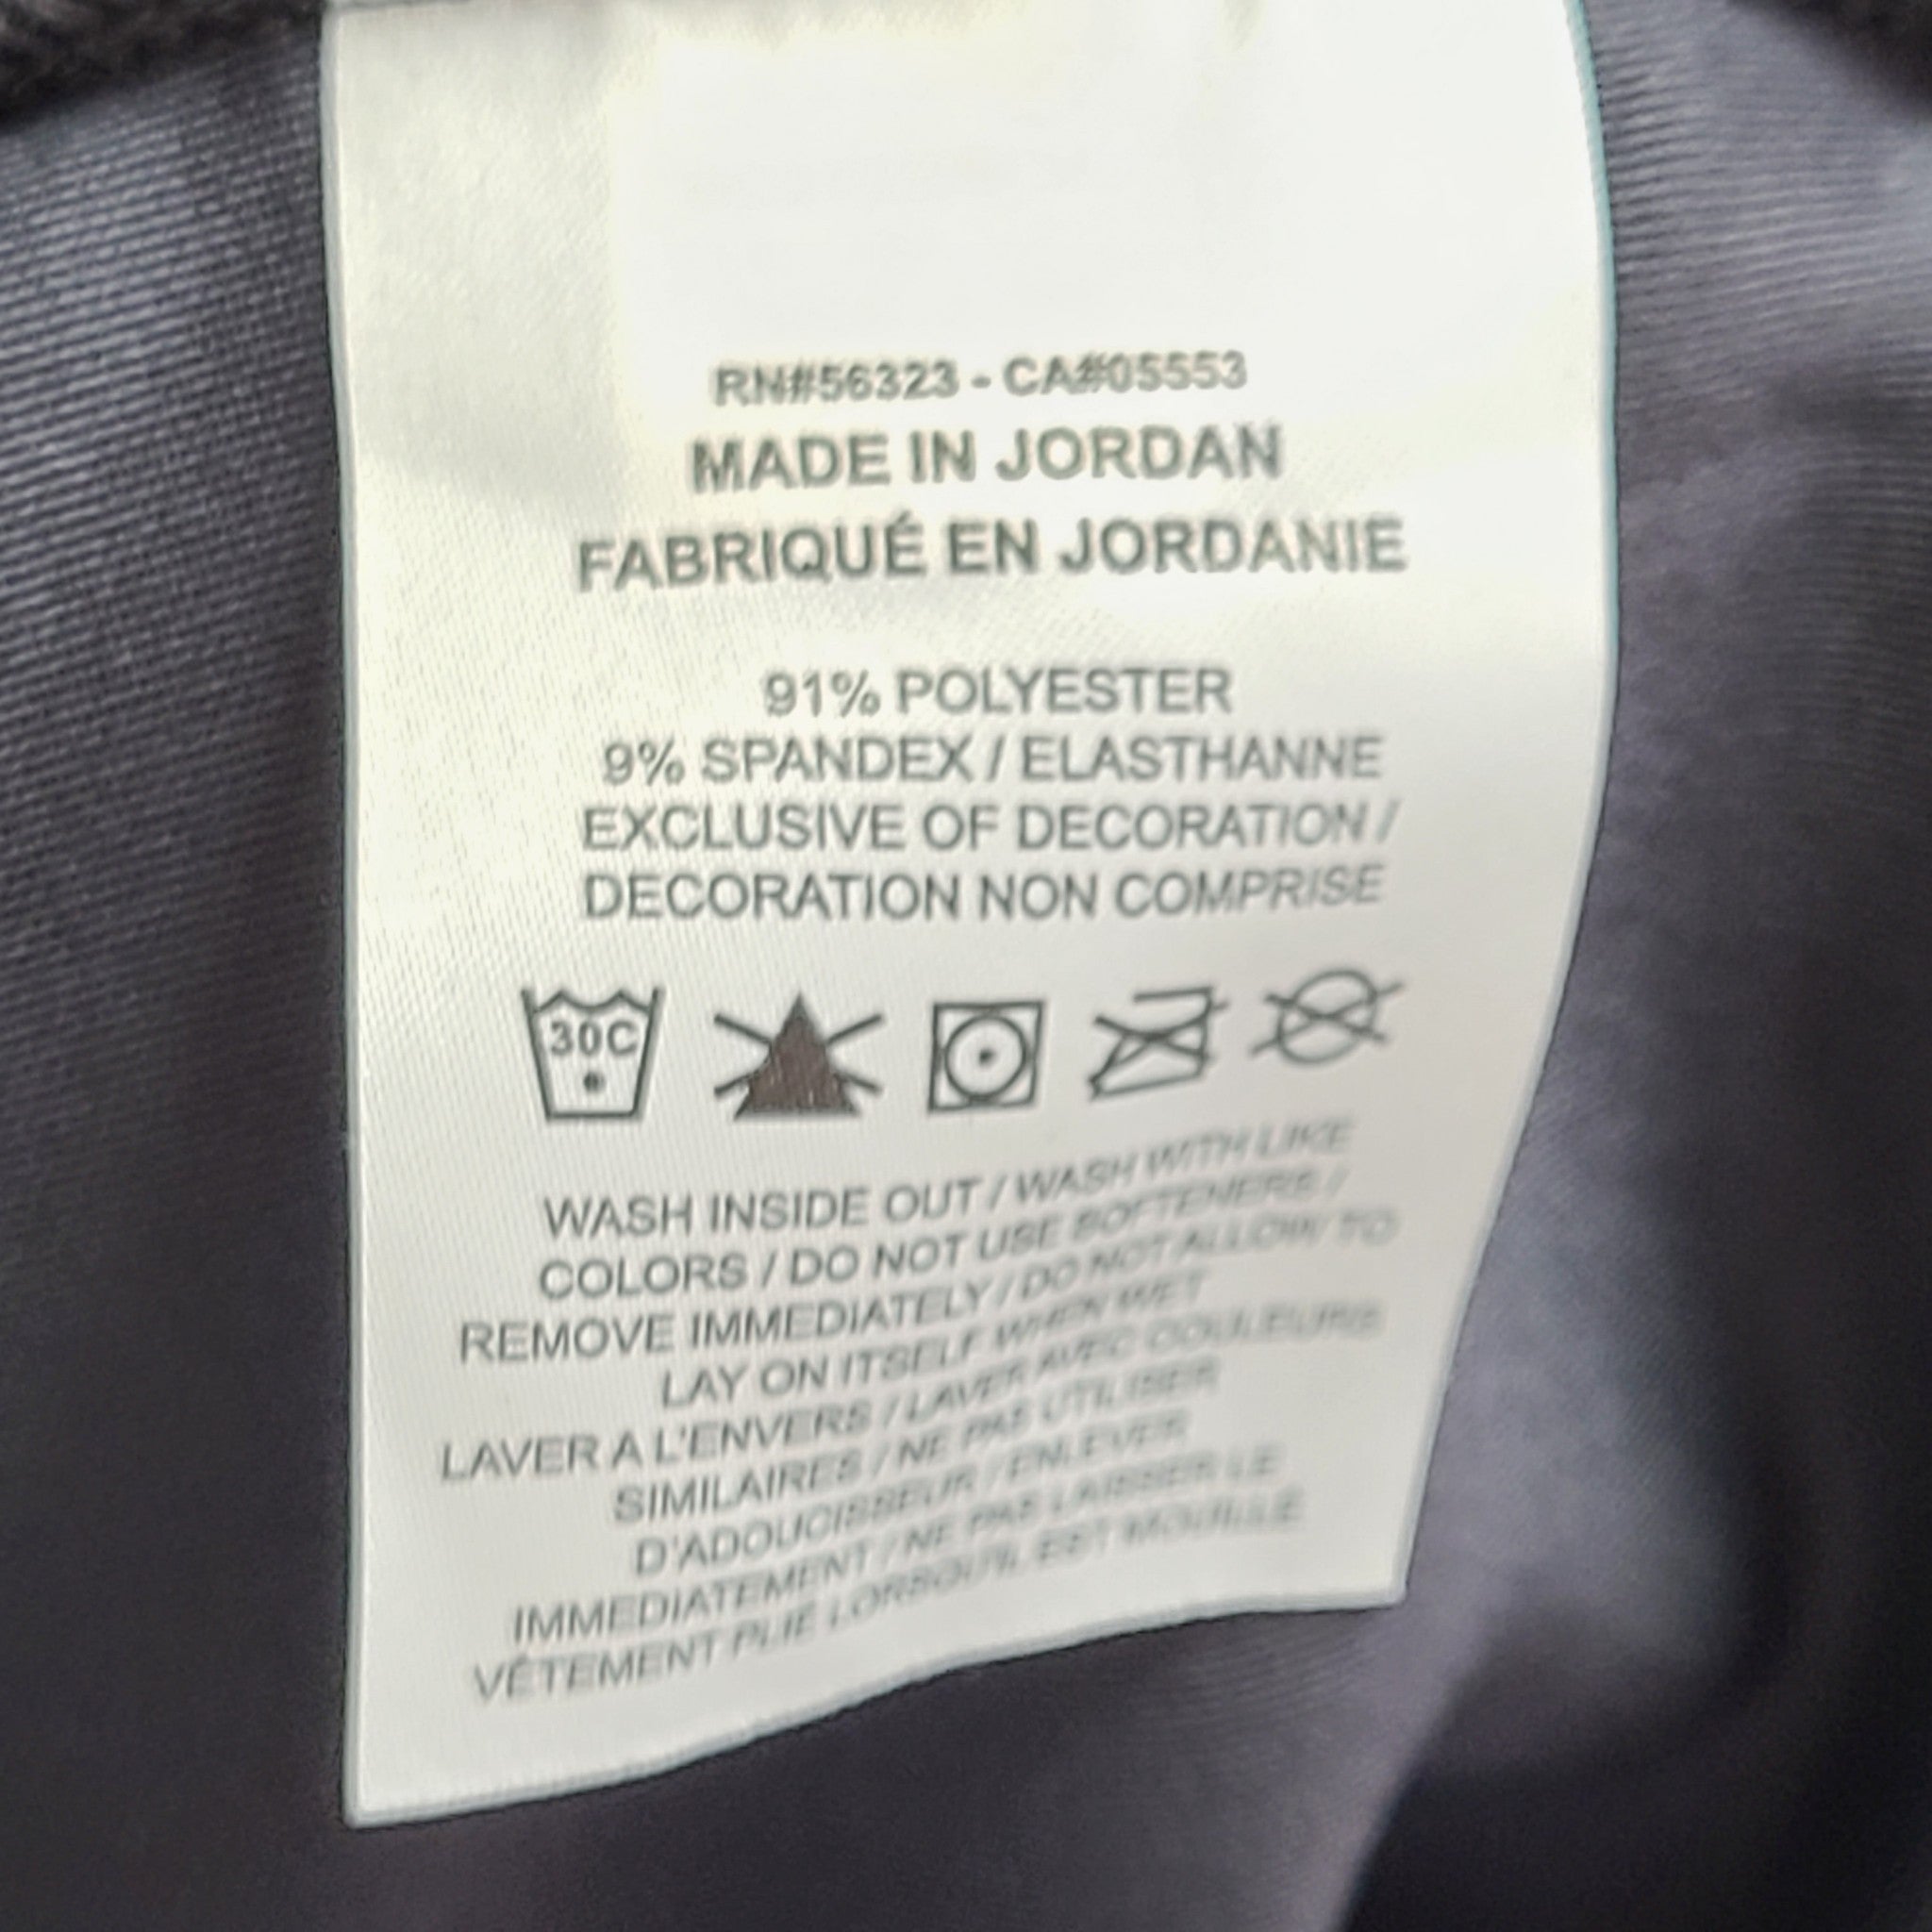 RN#56323 - CA#05553
MADE IN JORDAN
FABRIQUÉ EN JORDANIE
91% POLYESTER
9% SPANDEX / ELASTHANNE
EXCLUSIVE OF DECORATION /
DECORATION NON COMPRISE
30C
WASH INSIDE OUT / WASH WITH LIKE
COLORS / DO NOT USE SOFTENERS /
REMOVE IMMEDIATELY / DO NOT ALLOW TO
LAY ON ITSELF WHEN WET
LAVER A L'ENVERS / LAVER AVEC COULEURS
SIMILAIRES / NE PAS UTILISER
D'ADOUCISSEUR / ENLEVER
IMMEDIATEMENT / NE PAS LAISSER LE
VÊTEMENT PLIÉ LORSQU'IL EST MOUILLÉ